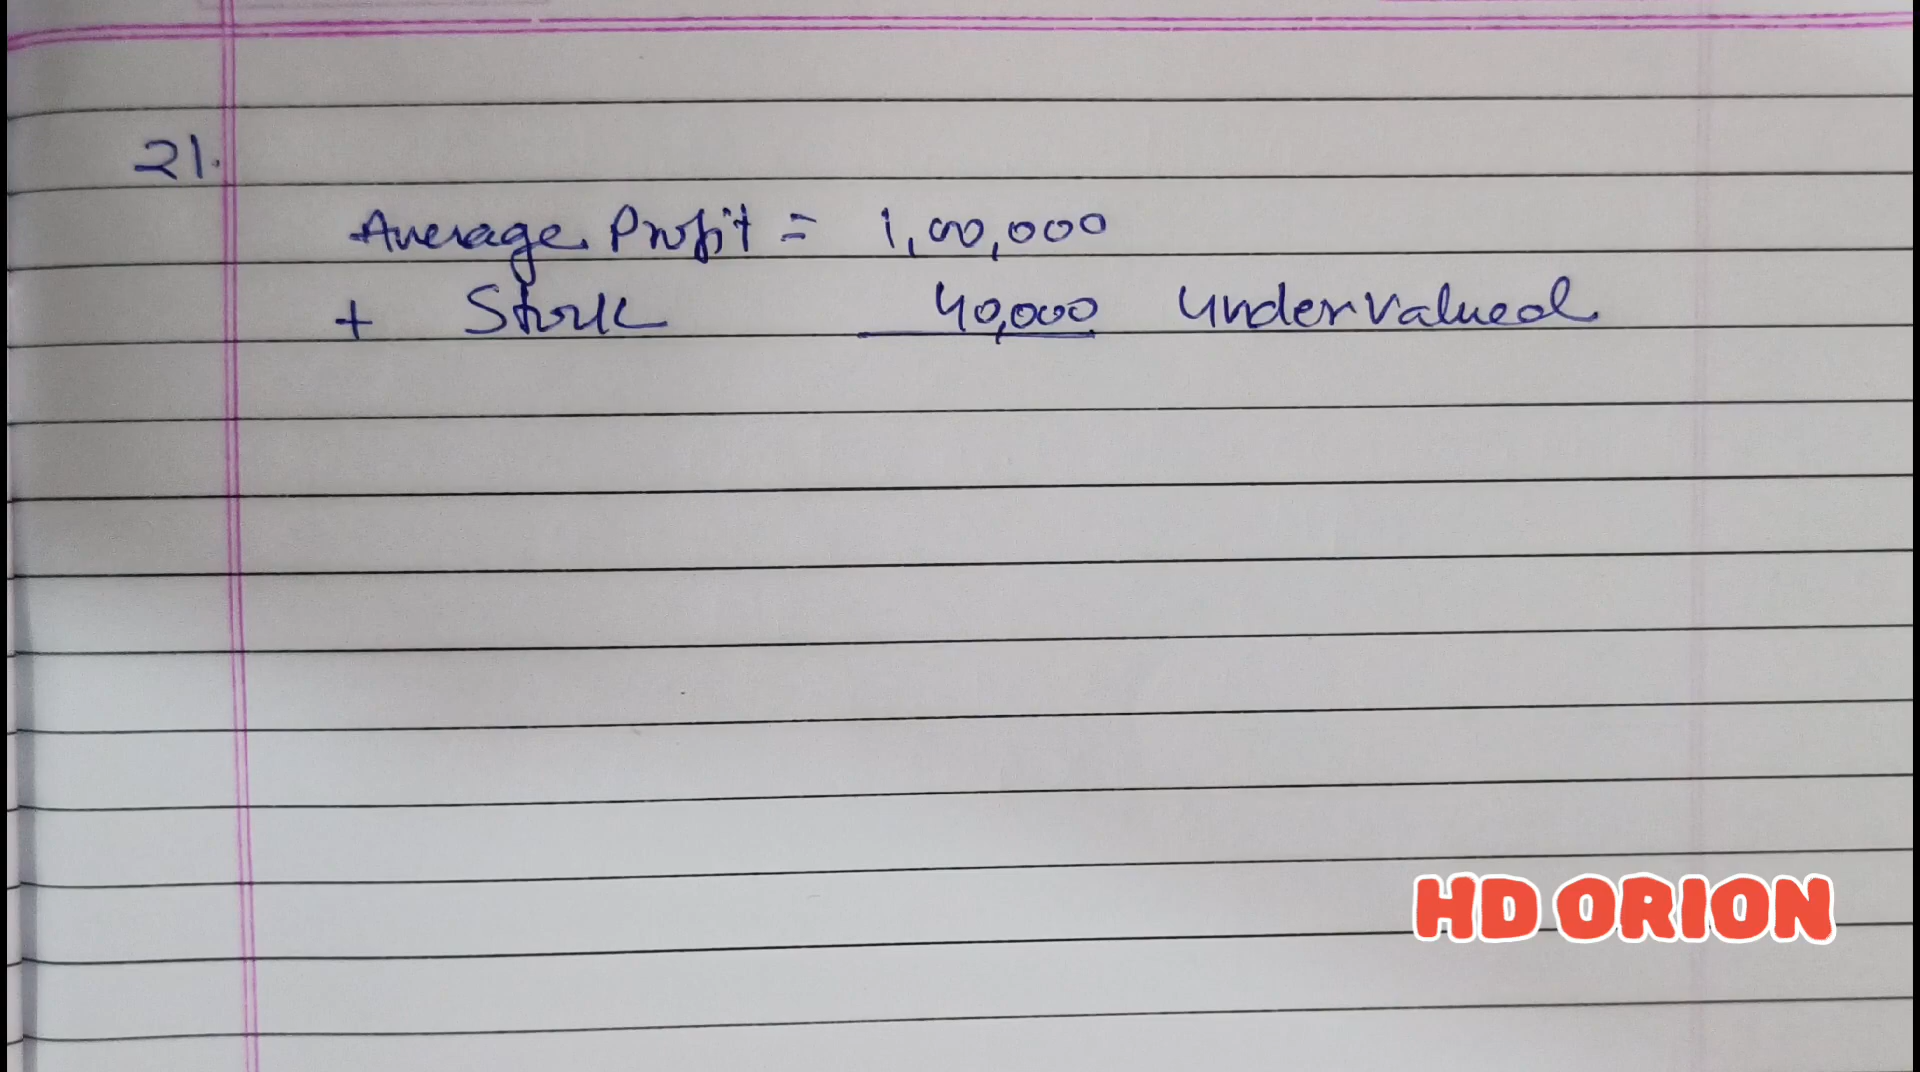 21.
Average Profit = 1,00,000
+ Stock 40,000 undervalued
HD ORION